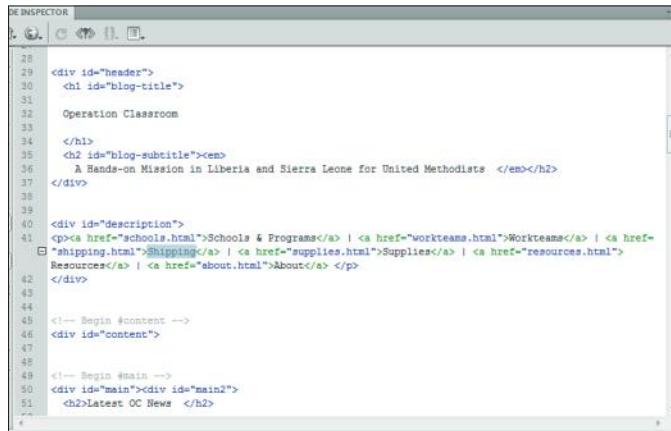 DE INSPECTOR
28
29 <div id="header">
30 <h1 id="blog-title">
31
32 Operation Classroom
33
34 </h1>
35 <h2 id="blog-subtitle"><em>
36 A Hands-on Mission in Liberia and Sierra Leone for United Methodists </em></h2>
37 </div>
38
39
40 <div id="description">
41 <p><a href="schools.html">Schools & Programs</a> | <a href="workteams.html">Workteams</a> | <a href=
"shipping.html">Shipping</a> | <a href="supplies.html">Supplies</a> | <a href="resources.html">
Resources</a> | <a href="about.html">About</a> </p>
42 </div>
43
44
45 <!-- Begin #content -->
46 <div id="content">
47
48
49 <!-- Begin #main -->
50 <div id="main"><div id="main2">
51 <h2>Latest OC News </h2>